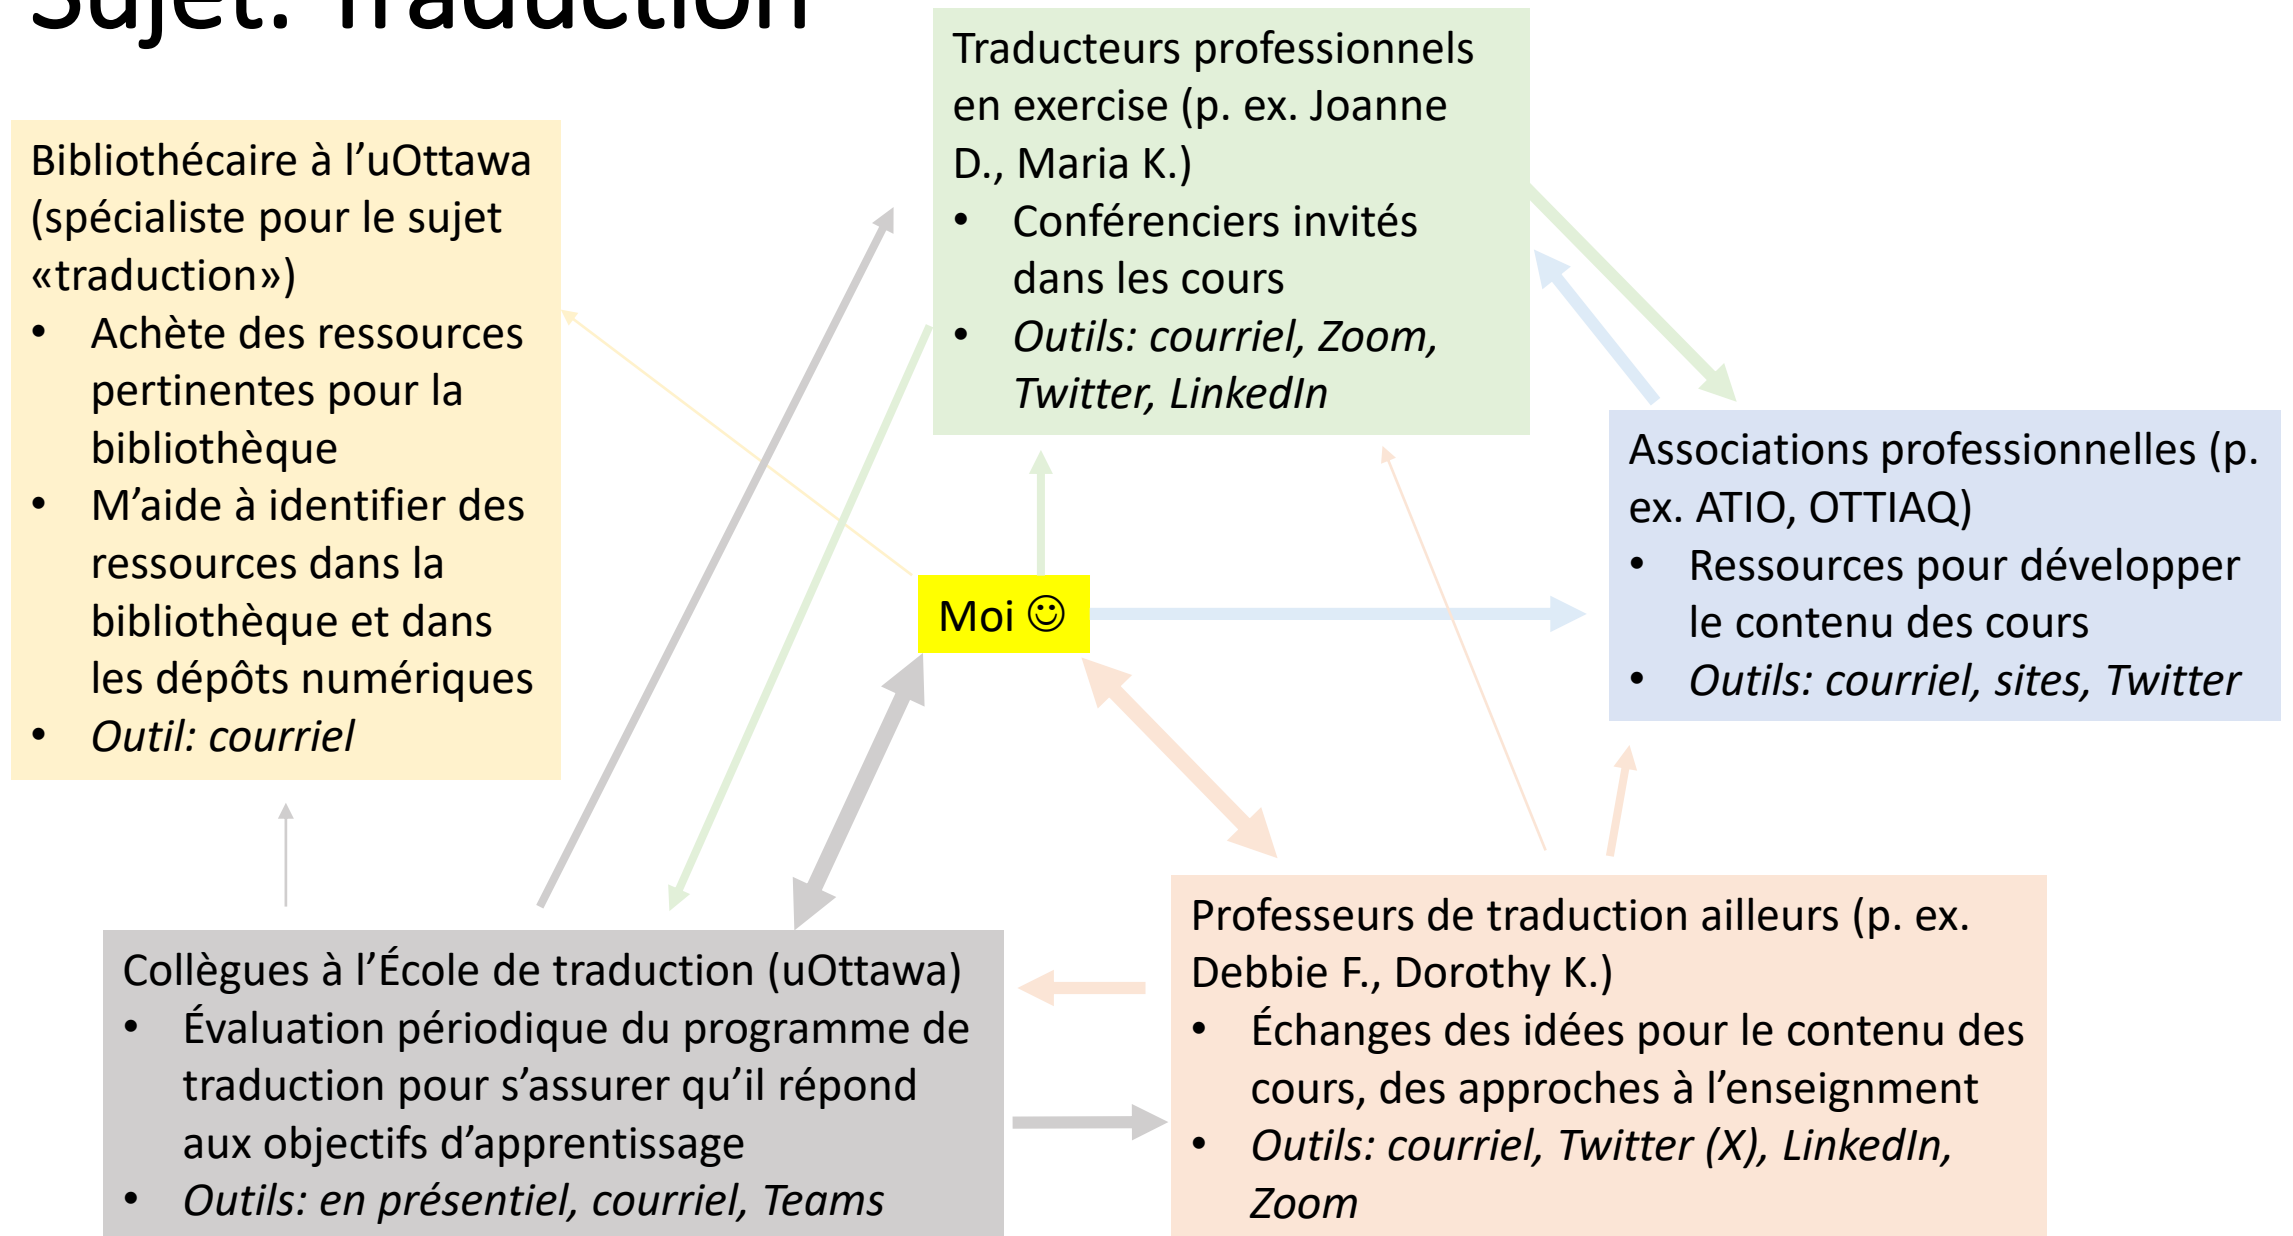 Sujet: Traduction
Traducteurs professionnels
en exercise (p. ex. Joanne
D., Maria K.)
• Conférenciers invités
dans les cours
• Outils: courriel, Zoom,
Twitter, LinkedIn
Bibliothécaire à l’uOttawa
(spécialiste pour le sujet
«traduction»)
• Achète des ressources
pertinentes pour la
bibliothèque
• M’aide à identifier des
ressources dans la
bibliothèque et dans
les dépôts numériques
• Outil: courriel
Associations professionnelles (p.
ex. ATIO, OTTIAQ)
• Ressources pour développer
le contenu des cours
• Outils: courriel, sites, Twitter
Moi ☺
Collègues à l’École de traduction (uOttawa)
• Évaluation périodique du programme de
traduction pour s’assurer qu’il répond
aux objectifs d’apprentissage
• Outils: en présentiel, courriel, Teams
Professeurs de traduction ailleurs (p. ex.
Debbie F., Dorothy K.)
• Échanges des idées pour le contenu des
cours, des approches à l’enseignment
• Outils: courriel, Twitter (X), LinkedIn,
Zoom